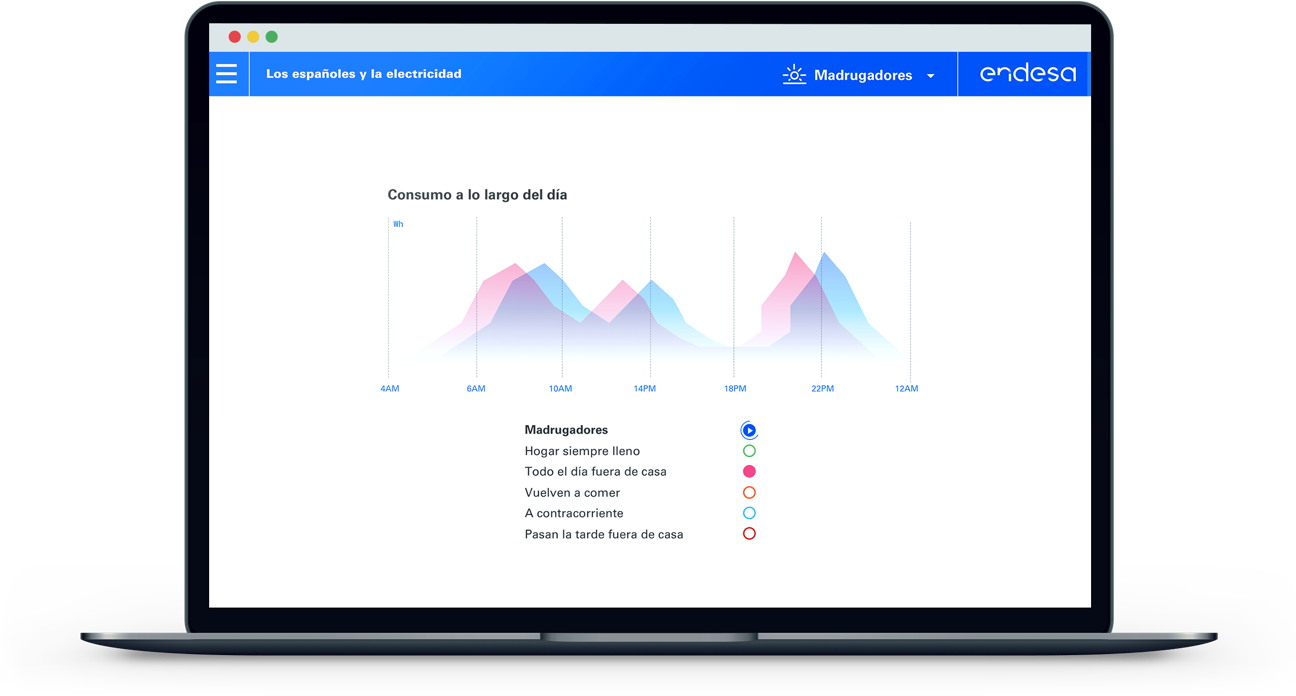 Los españoles y la electricidad
Madrugadores
endesa
Consumo a lo largo del día
Wh
4AM 6AM 10AM 14PM 18PM 22PM 12AM
Madrugadores
Hogar siempre lleno
Todo el día fuera de casa
Vuelven a comer
A contracorriente
Pasan la tarde fuera de casa